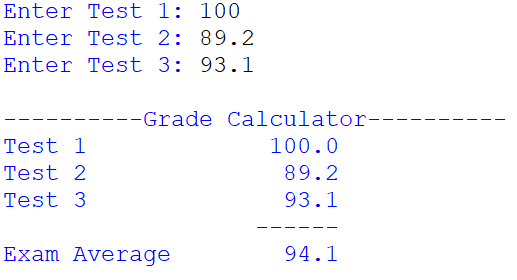 Enter Test 1: 100
Enter Test 2: 89.2
Enter Test 3: 93.1

----------Grade Calculator----------
Test 1             100.0
Test 2              89.2
Test 3              93.1
                  ------
Exam Average        94.1